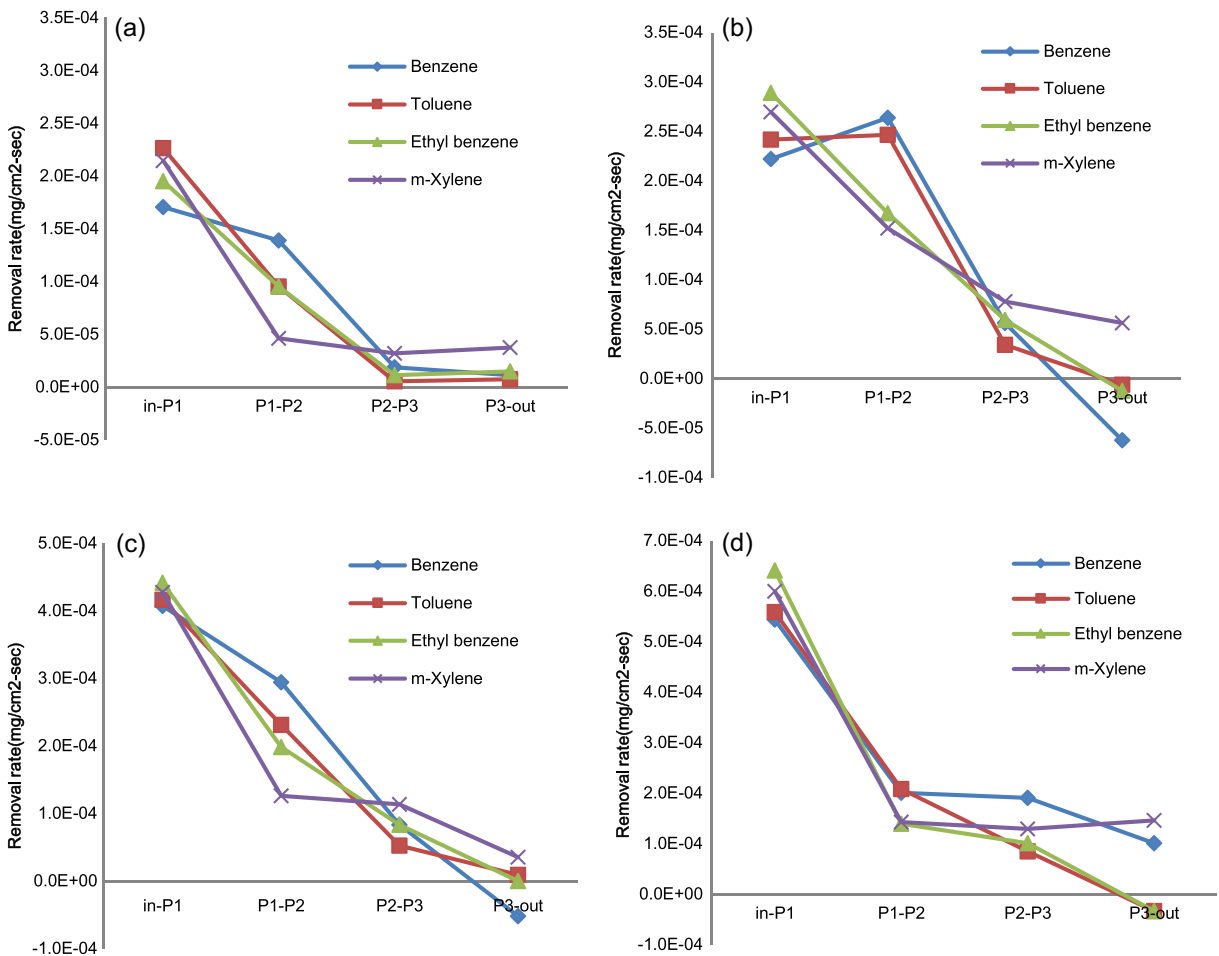 (a)
3.5E-04
3.0E-04
2.5E-04
2.0E-04
1.5E-04
1.0E-04
5.0E-05
0.0E+00
-5.0E-05
Removal rate(mg/cm2-sec)
in-P1 P1-P2 P2-P3 P3-out
Benzene
Toluene
Ethyl benzene
m-Xylene
(b)
3.5E-04
3.0E-04
2.5E-04
2.0E-04
1.5E-04
1.0E-04
5.0E-05
0.0E+00
-5.0E-05
-1.0E-04
Removal rate(mg/cm2-sec)
in-P1 P1-P2 P2-P3 P3-out
Benzene
Toluene
Ethyl benzene
m-Xylene
(c)
5.0E-04
4.0E-04
3.0E-04
2.0E-04
1.0E-04
0.0E+00
-1.0E-04
Removal rate(mg/cm2-sec)
in-P1 P1-P2 P2-P3 P3-out
Benzene
Toluene
Ethyl benzene
m-Xylene
(d)
7.0E-04
6.0E-04
5.0E-04
4.0E-04
3.0E-04
2.0E-04
1.0E-04
0.0E+00
-1.0E-04
Removal rate(mg/cm2-sec)
in-P1 P1-P2 P2-P3 P3-out
Benzene
Toluene
Ethyl benzene
m-Xylene